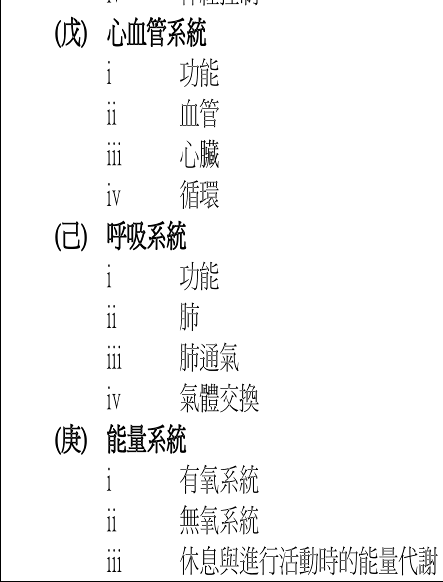 (戊) 心血管系統
i 功能
ii 血管
iii 心臟
iv 循環
(己) 呼吸系統
i 功能
ii 肺
iii 肺通氣
iv 氣體交換
(庚) 能量系統
i 有氧系統
ii 無氧系統
iii 休息與進行活動時的能量代謝